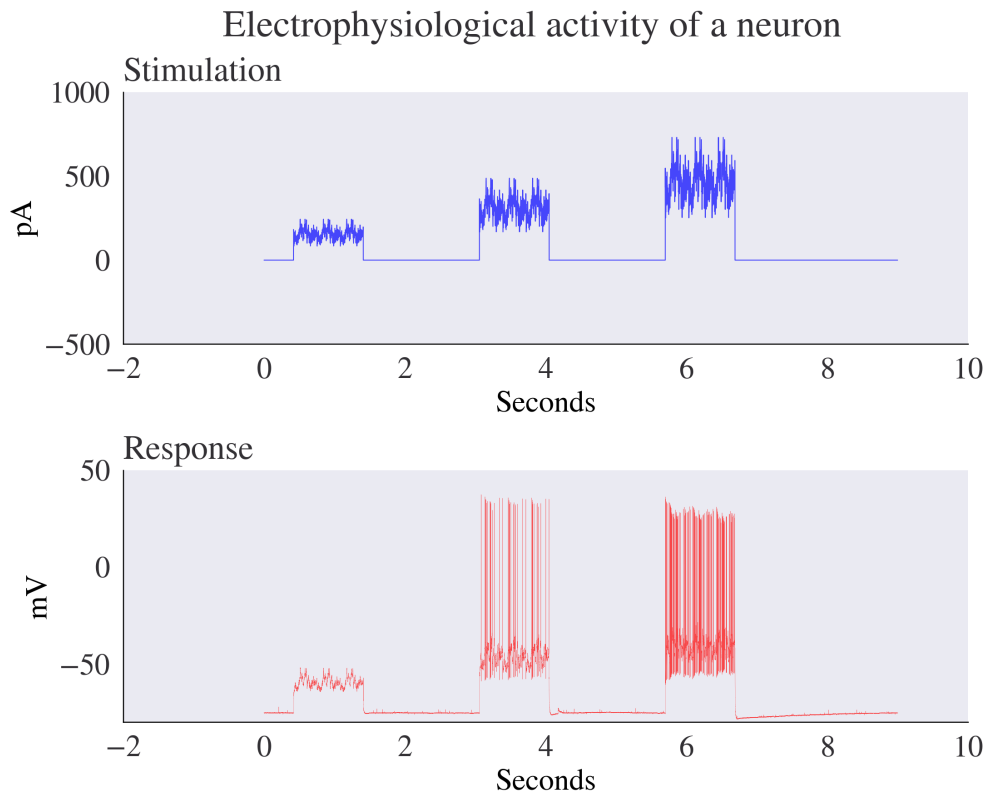 Electrophysiological activity of a neuron
Stimulation
1000
500
0
−500
pA
−2 0 2 4 6 8 10
Seconds
Response
50
0
−50
mV
−2 0 2 4 6 8 10
Seconds